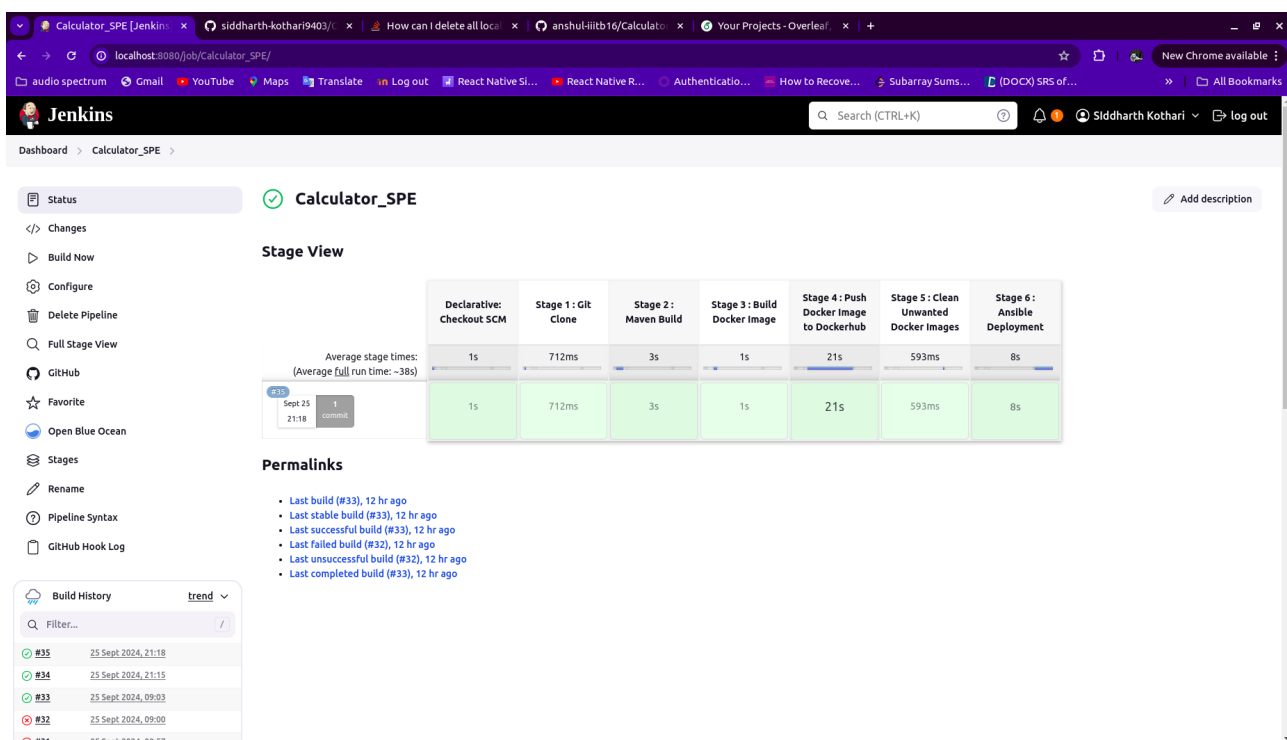 Calculator_SPE [Jenkins
siddharth-kothari9403/C
How can I delete all local
anshul-iiitb16/Calculator
Your Projects - Overleaf,
localhost:8080/job/Calculator_SPE/
New Chrome available
audio spectrum
Gmail
YouTube
Maps
Translate
Log out
React Native Si...
React Native R...
Authenticatio...
How to Recove...
Subarray Sums...
(DOCX) SRS of...
»
All Bookmarks
Jenkins
Search (CTRL+K)
1
SIddharth Kothari
log out
Dashboard > Calculator_SPE >
Status
Changes
Build Now
Configure
Delete Pipeline
Full Stage View
GitHub
Favorite
Open Blue Ocean
Stages
Rename
Pipeline Syntax
GitHub Hook Log
Build History
trend
Filter...
/
#35 25 Sept 2024, 21:18
#34 25 Sept 2024, 21:15
#33 25 Sept 2024, 09:03
#32 25 Sept 2024, 09:00
Calculator_SPE
Add description
Stage View
Declarative:
Checkout SCM
Stage 1 : Git
Clone
Stage 2 :
Maven Build
Stage 3 : Build
Docker Image
Stage 4 : Push
Docker Image
to Dockerhub
Stage 5 : Clean
Unwanted
Docker Images
Stage 6 :
Ansible
Deployment
Average stage times:
(Average full run time: ~38s)
1s 712ms 3s 1s 21s 593ms 8s
#35
Sept 25
21:18
1
commit
1s 712ms 3s 1s 21s 593ms 8s
Permalinks
• Last build (#33), 12 hr ago
• Last stable build (#33), 12 hr ago
• Last successful build (#33), 12 hr ago
• Last failed build (#32), 12 hr ago
• Last unsuccessful build (#32), 12 hr ago
• Last completed build (#33), 12 hr ago